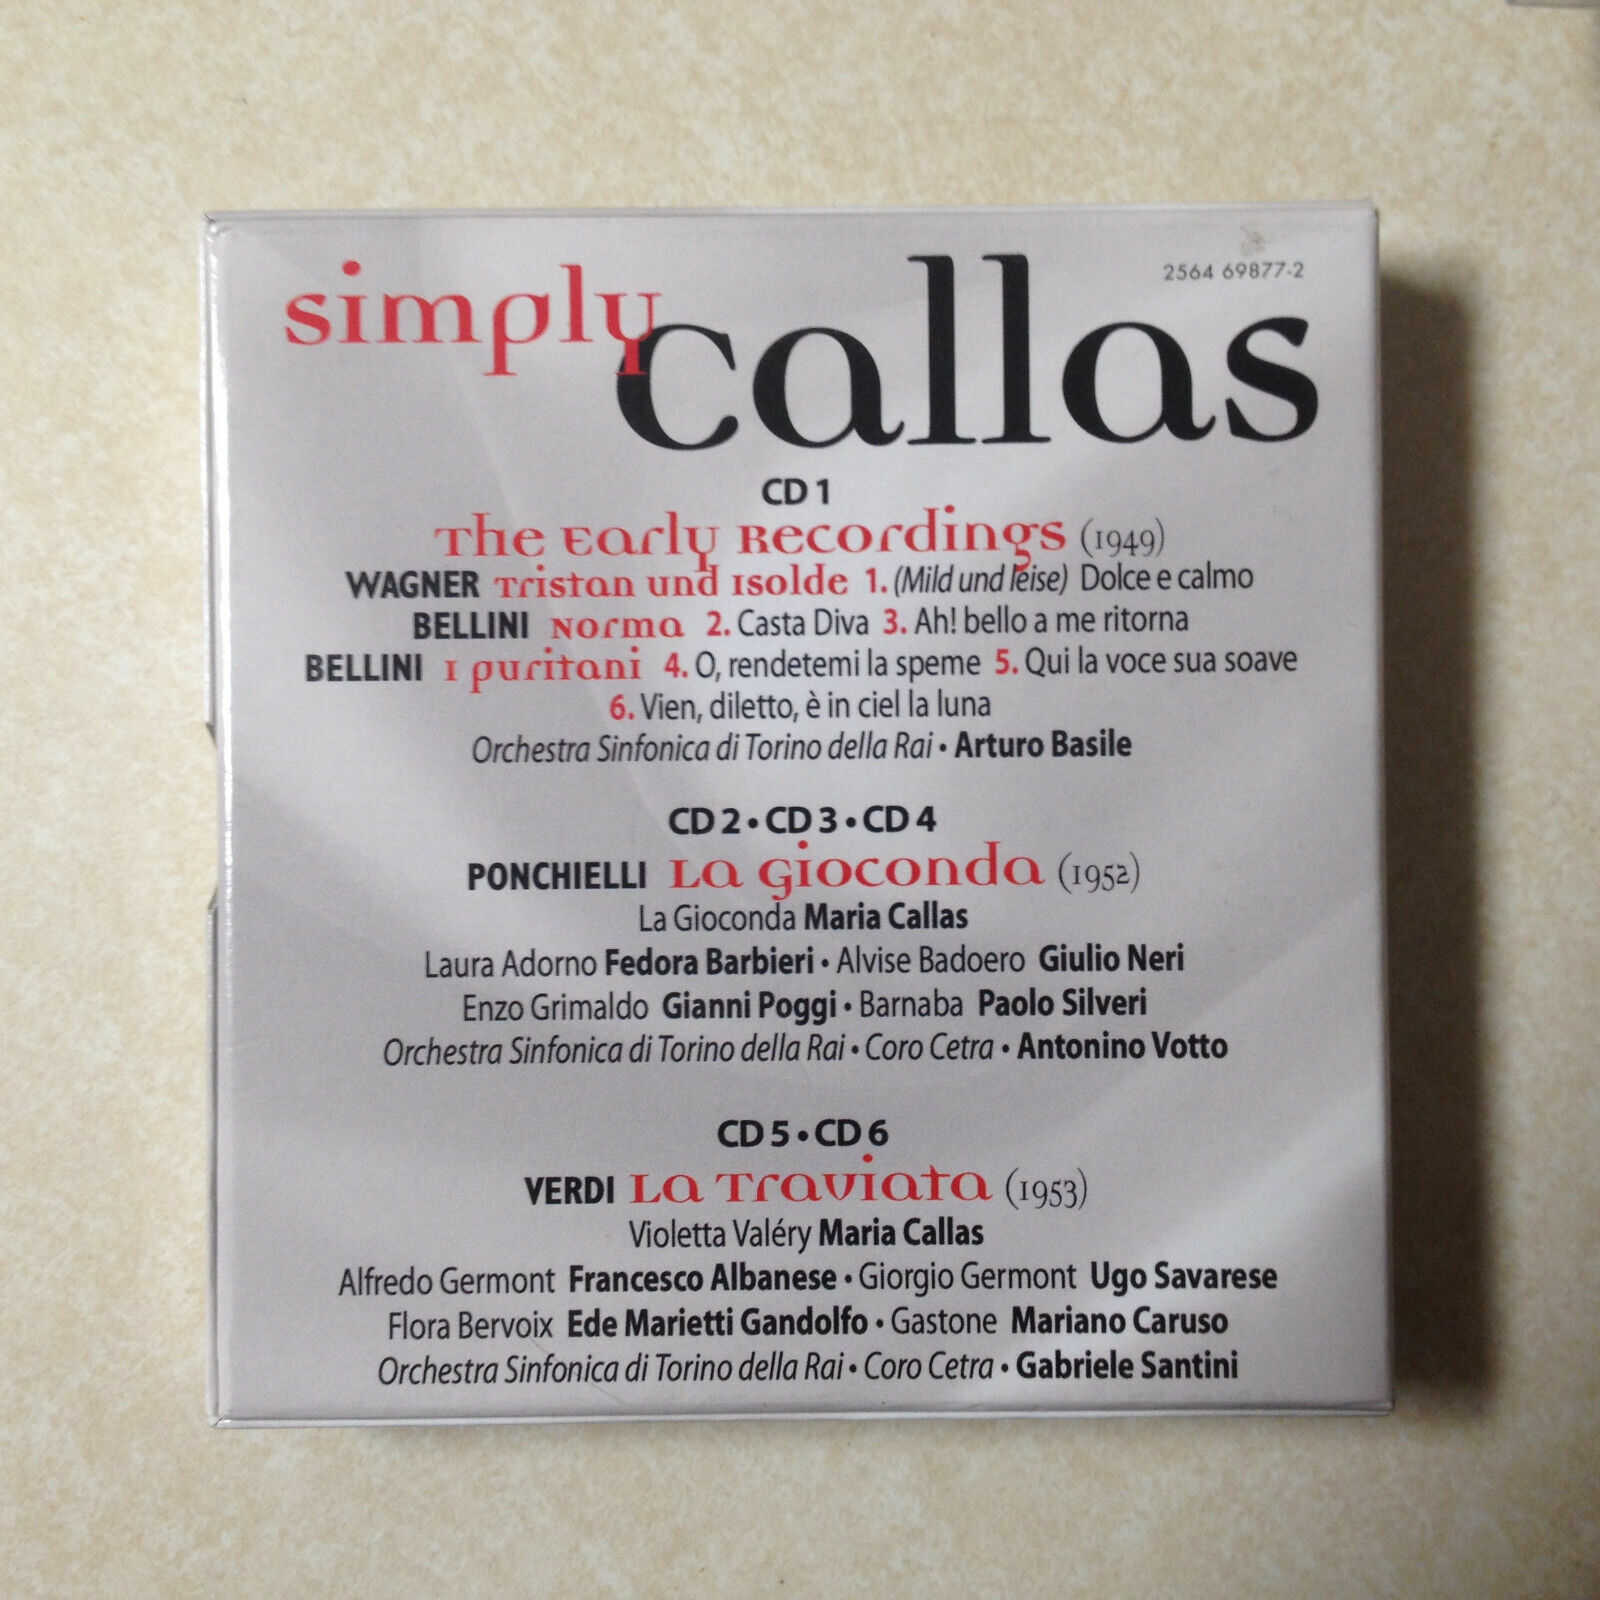 2564 69877-2
simply
callas
CD 1
The Early Recordings (1949)
WAGNER Tristan und Isolde 1. (Mild und leise) Dolce e calmo
BELLINI Norma 2. Casta Diva 3. Ah! bello a me ritorna
BELLINI I puritani 4. O, rendetemi la speme 5. Qui la voce sua soave
6. Vien, diletto, è in ciel la luna
Orchestra Sinfonica di Torino della Rai • Arturo Basile
CD 2 • CD 3 • CD 4
PONCHIELLI La Gioconda (1952)
La Gioconda Maria Callas
Laura Adorno Fedora Barbieri • Alvise Badoero Giulio Neri
Enzo Grimaldo Gianni Poggi • Barnaba Paolo Silveri
Orchestra Sinfonica di Torino della Rai • Coro Cetra • Antonino Votto
CD 5 • CD 6
VERDI La Traviata (1953)
Violetta Valéry Maria Callas
Alfredo Germont Francesco Albanese • Giorgio Germont Ugo Savarese
Flora Bervoix Ede Marietti Gandolfo • Gastone Mariano Caruso
Orchestra Sinfonica di Torino della Rai • Coro Cetra • Gabriele Santini